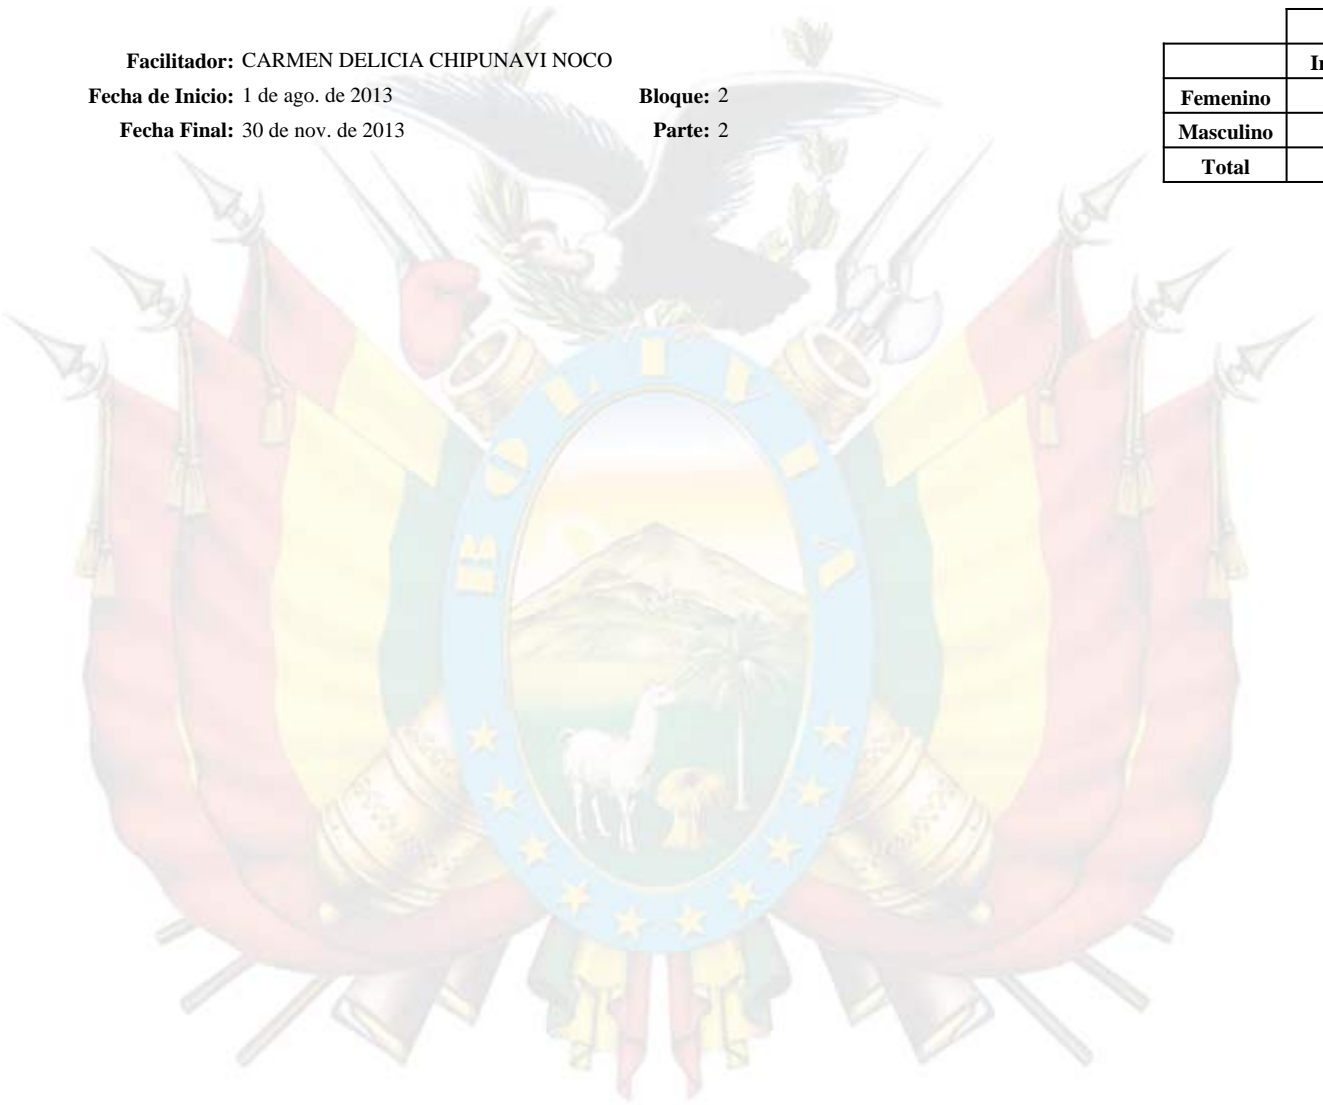 Facilitador: CARMEN DELICIA CHIPUNAVI NOCO
Fecha de Inicio: 1 de ago. de 2013 Bloque: 2
Fecha Final: 30 de nov. de 2013 Parte: 2
Femenino
Masculino
Total
BOLIVIA